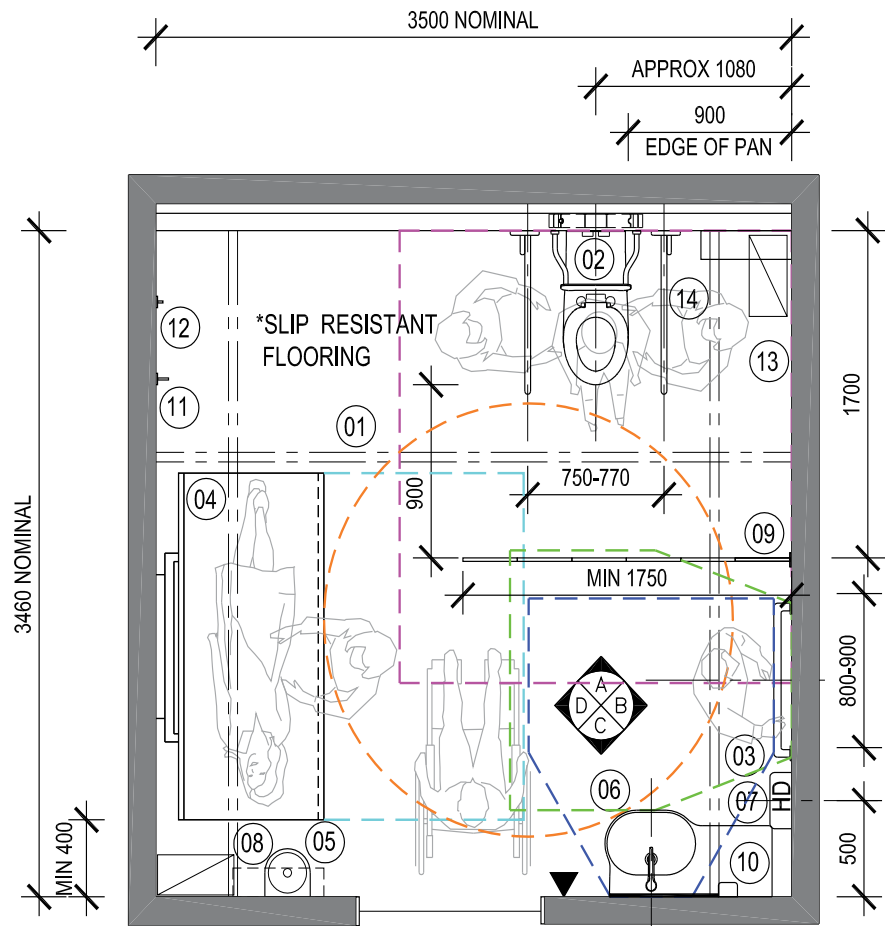 3500 NOMINAL
APPROX 1080
900
EDGE OF PAN
02
14
12
*SLIP RESISTANT
FLOORING
13
11
01
1700
3460 NOMINAL
04
900
750-770
09
MIN 1750
A
D B
C
800-900
03
06
07
HD
MIN 400
08
05
10
500